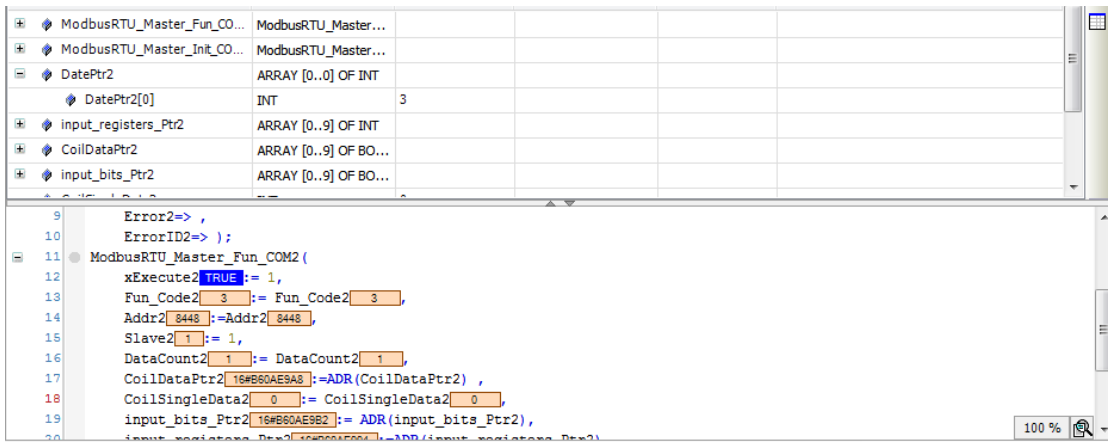 ModbusRTU_Master_Fun_CO... ModbusRTU_Master...
ModbusRTU_Master_Init_CO... ModbusRTU_Master...
DatePtr2 ARRAY [0..0] OF INT
DatePtr2[0] INT 3
input_registers_Ptr2 ARRAY [0..9] OF INT
CoilDataPtr2 ARRAY [0..9] OF BO...
input_bits_Ptr2 ARRAY [0..9] OF BO...
9 Error2=> ,
10 ErrorID2=> );
11 ModbusRTU_Master_Fun_COM2(
12 xExecute2 TRUE := 1,
13 Fun_Code2 3 := Fun_Code2 3 ,
14 Addr2 8448 :=Addr2 8448 ,
15 Slave2 1 := 1,
16 DataCount2 1 := DataCount2 1 ,
17 CoilDataPtr2 16#B60AE9A8 :=ADR(CoilDataPtr2) ,
18 CoilSingleData2 0 := CoilSingleData2 0 ,
19 input_bits_Ptr2 16#B60AE9B2 := ADR(input_bits_Ptr2),
20 input_registers_Ptr2 :=ADR(input_registers_Ptr2)
100 %